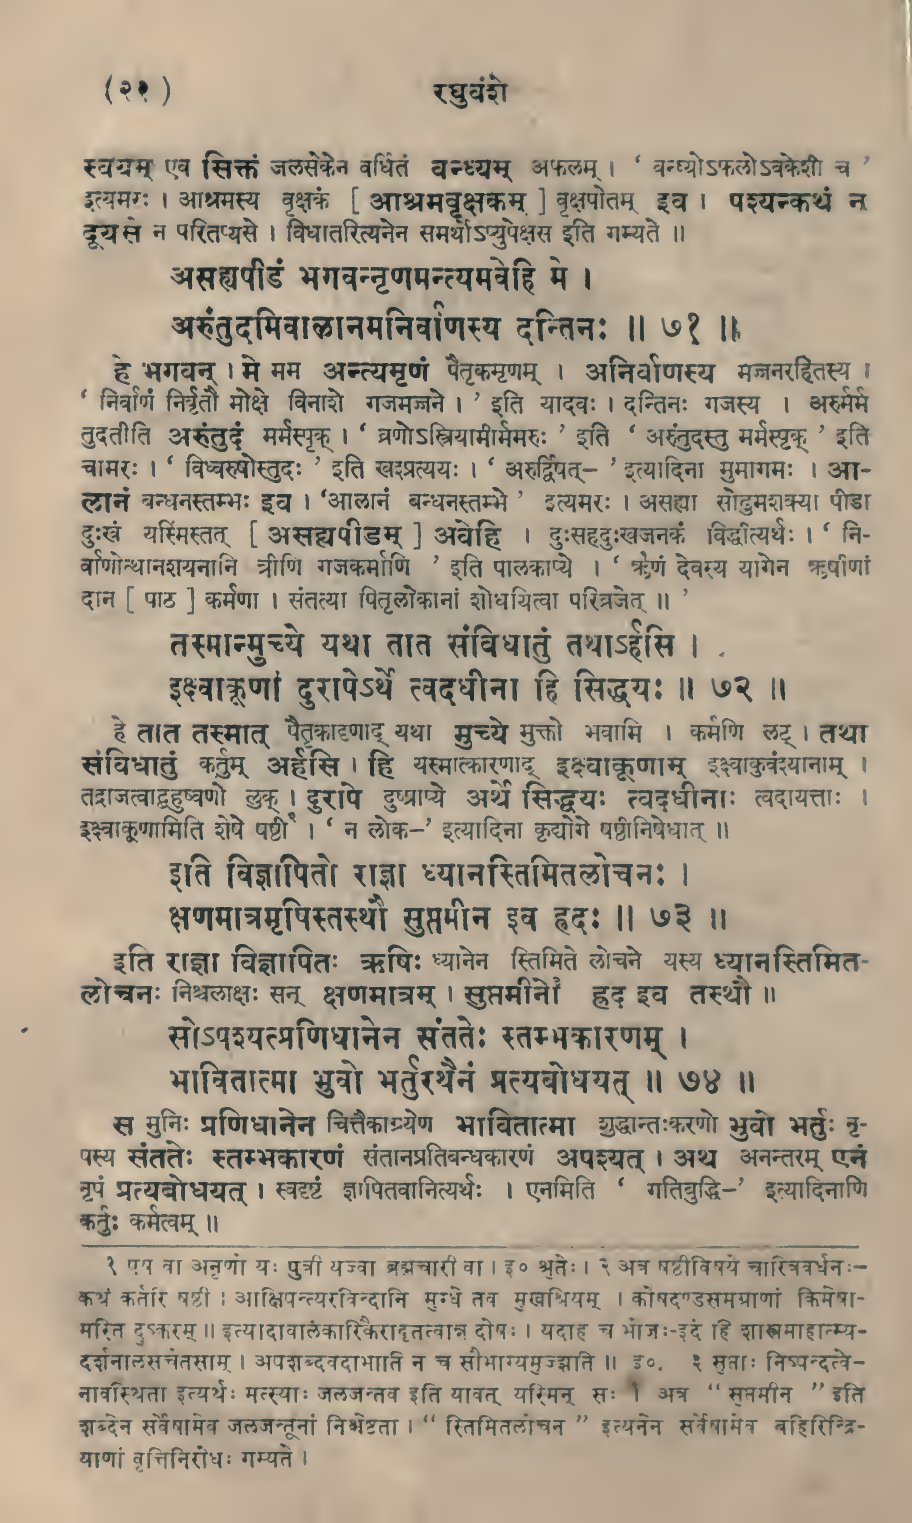 (२१) रघुवंशे
स्वयम् एव सिक्तं जलसेकेन वर्धितं वन्ध्यम् अफलम् । ‘ वन्ध्योऽफलोऽवकेशी च ’
इत्यमरः । आश्रमस्य वृक्षकं [ आश्रमवृक्षकम् ] वृक्षपोतम् इव । पश्यन्कथं न
दूयसे न परितप्यसे । विधातरित्यनेन समर्थोऽप्युपेक्षस इति गम्यते ॥
असह्यपीडं भगवन्नृणमन्त्यमवेहि मे ।
अरुंतुदमिवालानमनिर्वाणस्य दन्तिनः ॥ ७१ ॥
हे भगवन् । मे मम अन्त्यमृणं पैतृकमृणम् । अनिर्वाणस्य मज्जनरहितस्य ।
‘ निर्वाणं निर्वृतौ मोक्षे विनाशे गजमज्जने । ’ इति यादवः । दन्तिनः गजस्य । अरुर्मर्म
तुदतीति अरुंतुदं मर्मस्पृक् । ‘ व्रणोऽस्त्रियामीर्ममरुः ’ इति ‘ अरुंतुदस्तु मर्मस्पृक् ’ इति
चामरः । ‘ विध्वरुषोस्तुदः ’ इति खश्प्रत्ययः । ‘ अरुर्द्विषत्– ’ इत्यादिना मुमागमः । आ-
लानं बन्धनस्तम्भः इव । ‘आलानं बन्धनस्तम्भे ’ इत्यमरः । असह्या सोढुमशक्या पीडा
दुःखं यस्मिंस्तत् [ असह्यपीडम् ] अवेहि । दुःसहदुःखजनकं विद्धीत्यर्थः । ‘ नि-
र्वाणोत्थानशयनानि त्रीणि गजकर्माणि ’ इति पालकाप्ये । ‘ ऋणं देवस्य यागेन ऋषीणां
दान [ पाठ ] कर्मणा । संतत्या पितृलोकानां शोधयित्वा परिव्रजेत् ॥ ’
तस्मान्मुच्ये यथा तात संविधातुं तथाऽर्हसि ।
इक्ष्वाकूणां दुरापेऽर्थे त्वदधीना हि सिद्धयः ॥ ७२ ॥
हे तात तस्मात् पैतृकादृणाद् यथा मुच्ये मुक्तो भवामि । कर्मणि लट् । तथा
संविधातुं कर्तुम् अर्हसि । हि यस्मात्कारणाद् इक्ष्वाकूणाम् इक्ष्वाकुवंश्यानाम् ।
तद्राजत्वाद्बहुष्वणो लुक् । दुरापे दुष्प्राप्ये अर्थे सिद्धयः त्वदधीनाः त्वदायत्ताः ।
इक्ष्वाकूणामिति शेषे षष्ठी । ‘ न लोक–’ इत्यादिना कृद्योगे षष्ठीनिषेधात् ॥
इति विज्ञापितो राज्ञा ध्यानस्तिमितलोचनः ।
क्षणमात्रमृषिस्तस्थौ सुप्तमीन इव ह्रदः ॥ ७३ ॥
इति राज्ञा विज्ञापितः ऋषिः ध्यानेन स्तिमिते लोचने यस्य ध्यानस्तिमित-
लोचनः निश्चलाक्षः सन् क्षणमात्रम् । सुप्तमीनो ह्रद इव तस्थौ ॥
सोऽपश्यत्प्रणिधानेन संततेः स्तम्भकारणम् ।
भावितात्मा भुवो भर्तुरथैनं प्रत्यबोधयत् ॥ ७४ ॥
स मुनिः प्रणिधानेन चित्तैकाग्र्येण भावितात्मा शुद्धान्तःकरणो भुवो भर्तुः नृ-
पस्य संततेः स्तम्भकारणं संतानप्रतिबन्धकारणं अपश्यत् । अथ अनन्तरम् एनं
नृपं प्रत्यबोधयत् । स्वदृष्टं ज्ञापितवानित्यर्थः । एनमिति ‘ गतिबुद्धि–’ इत्यादिनाणि
कर्तुः कर्मत्वम् ॥
१ एष वा अनृणो यः पुत्री यज्वा ब्रह्मचारी वा । इ० श्रुतेः । २ अत्र षष्ठीविषये चारित्रवर्धनः–
कथं कर्तरि षष्ठी । आक्षिपन्त्यरविन्दानि मुग्धे तव मुखश्रियम् । कोषदण्डसमग्राणां किमेषा-
मस्ति दुष्करम् ॥ इत्यादावालंकारिकैरादृतत्वान्न दोषः । यदाह च भोजः-इदं हि शास्त्रमाहात्म्य-
दर्शनालसचेतसाम् । अपशब्दवदाभाति न च सौभाग्यमुज्झति ॥ इ०. ३ सुप्ताः निष्पन्दत्वे-
नावस्थिता इत्यर्थः मत्स्याः जलजन्तव इति यावत् यस्मिन् सः । अत्र “ सुप्तमीन ” इति
शब्देन सर्वेषामेव जलजन्तूनां निश्चेष्टता । “ स्तिमितलोचन ” इत्यनेन सर्वेषामेव बहिरिन्द्रि-
याणां वृत्तिनिरोधः गम्यते ।